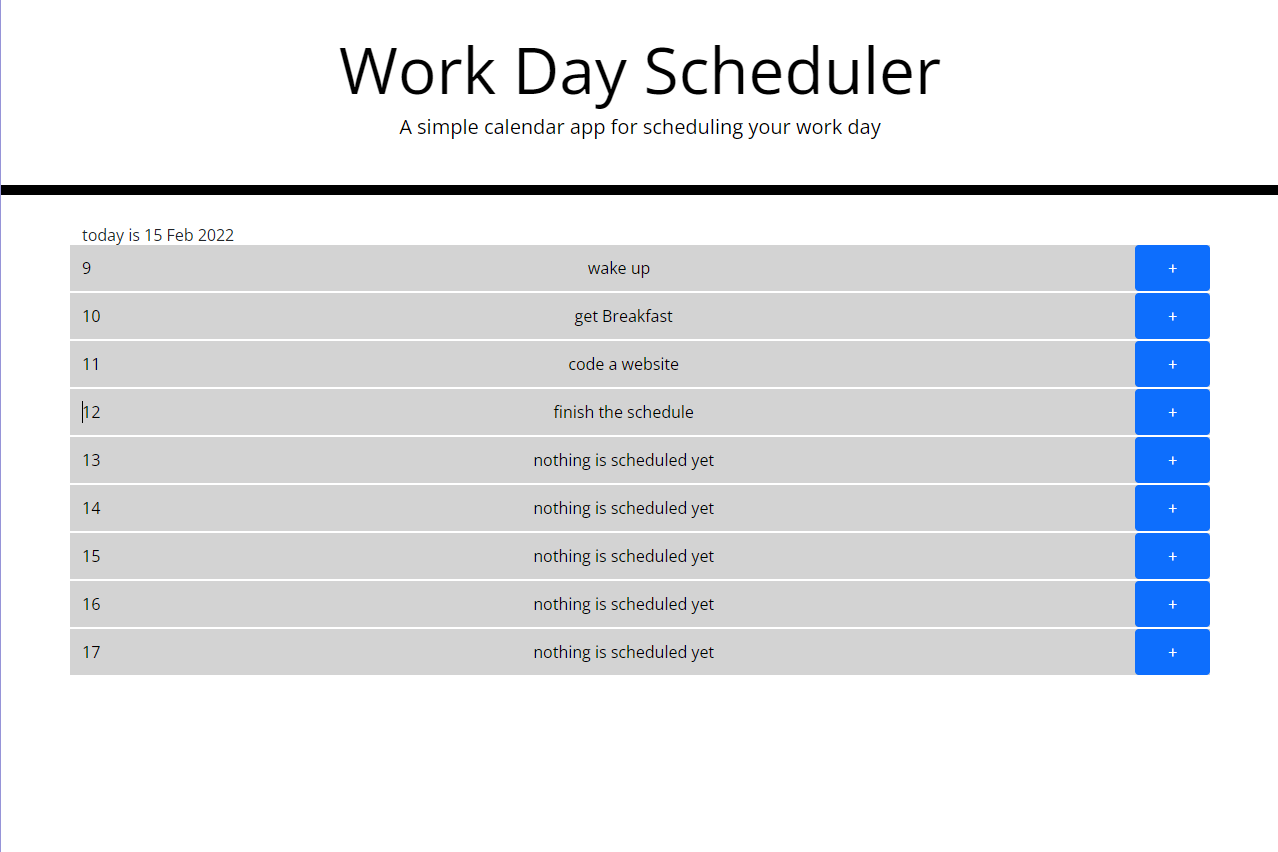 Work Day Scheduler
A simple calendar app for scheduling your work day
today is 15 Feb 2022
9 wake up +
10 get Breakfast +
11 code a website +
12 finish the schedule +
13 nothing is scheduled yet +
14 nothing is scheduled yet +
15 nothing is scheduled yet +
16 nothing is scheduled yet +
17 nothing is scheduled yet +